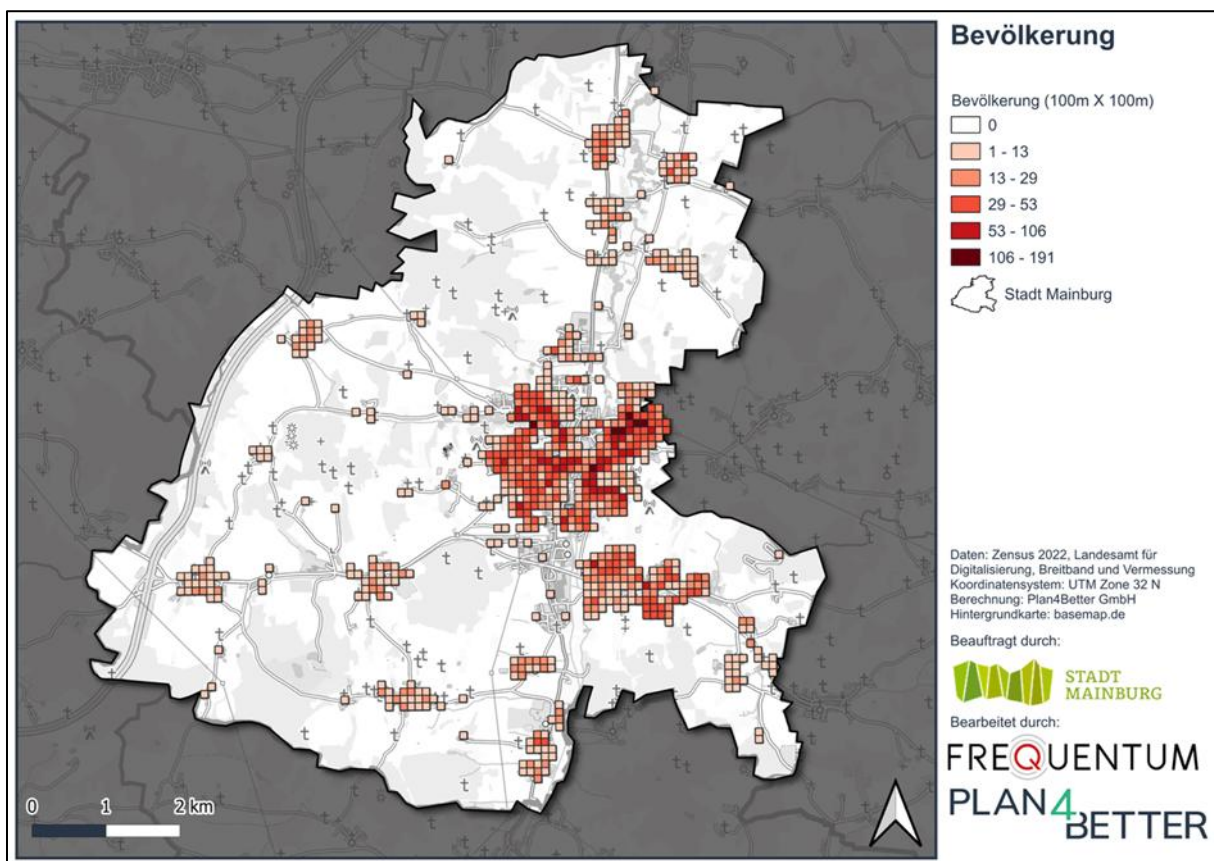 Bevölkerung
Bevölkerung (100m X 100m)
0
1 - 13
13 - 29
29 - 53
53 - 106
106 - 191
Stadt Mainburg
Daten: Zensus 2022, Landesamt für
Digitalisierung, Breitband und Vermessung
Koordinatensystem: UTM Zone 32 N
Berechnung: Plan4Better GmbH
Hintergrundkarte: basemap.de
Beauftragt durch:
STADT
MAINBURG
Bearbeitet durch:
FREQUENTUM
PLAN4
BETTER
0 1 2 km